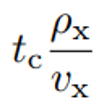 t_c ρ_x / v_x